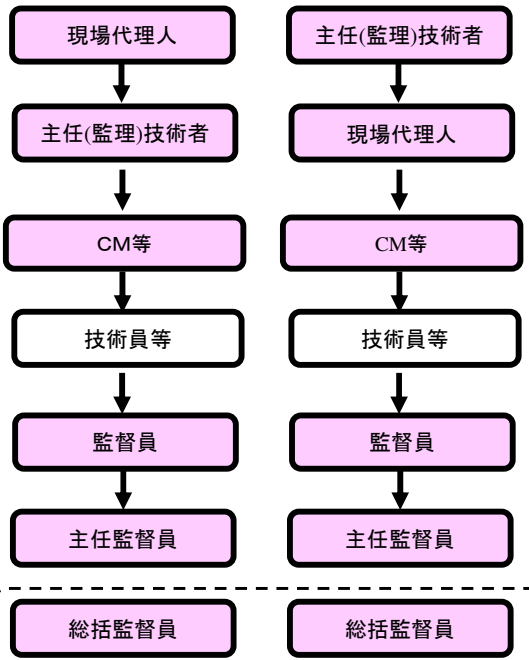 現場代理人
主任(監理)技術者
CM等
技術員等
監督員
主任監督員
総括監督員
主任(監理)技術者
現場代理人
CM等
技術員等
監督員
主任監督員
総括監督員